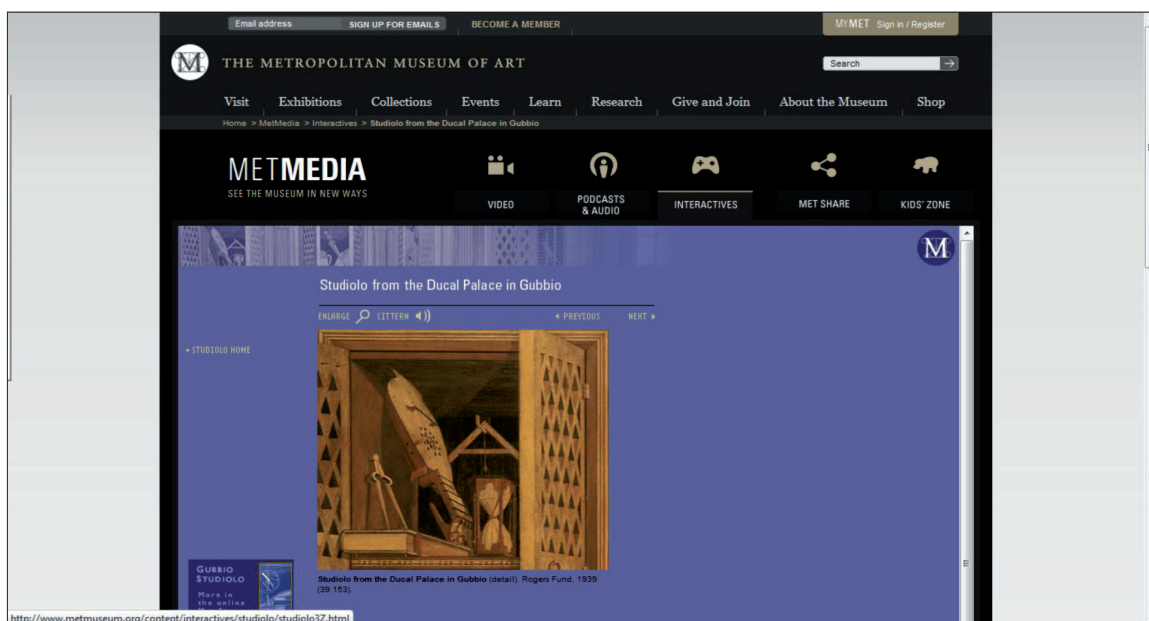 Email address SIGN UP FOR EMAILS BECOME A MEMBER MYMET Sign in / Register
THE METROPOLITAN MUSEUM OF ART
Search
Visit Exhibitions Collections Events Learn Research Give and Join About the Museum Shop
Home > MetMedia > Interactives > Studiolo from the Ducal Palace in Gubbio
METMEDIA
SEE THE MUSEUM IN NEW WAYS
VIDEO
PODCASTS
& AUDIO
INTERACTIVES
MET SHARE
KIDS' ZONE
M
Studiolo from the Ducal Palace in Gubbio
ENLARGE CITTERN PREVIOUS NEXT
STUDIOLO HOME
Studiolo from the Ducal Palace in Gubbio (detail). Rogers Fund, 1939
(39.153).
GUBBIO
STUDIOLO
More in
the online
http://www.metmuseum.org/content/interactives/studiolo/studiolo3Z.html